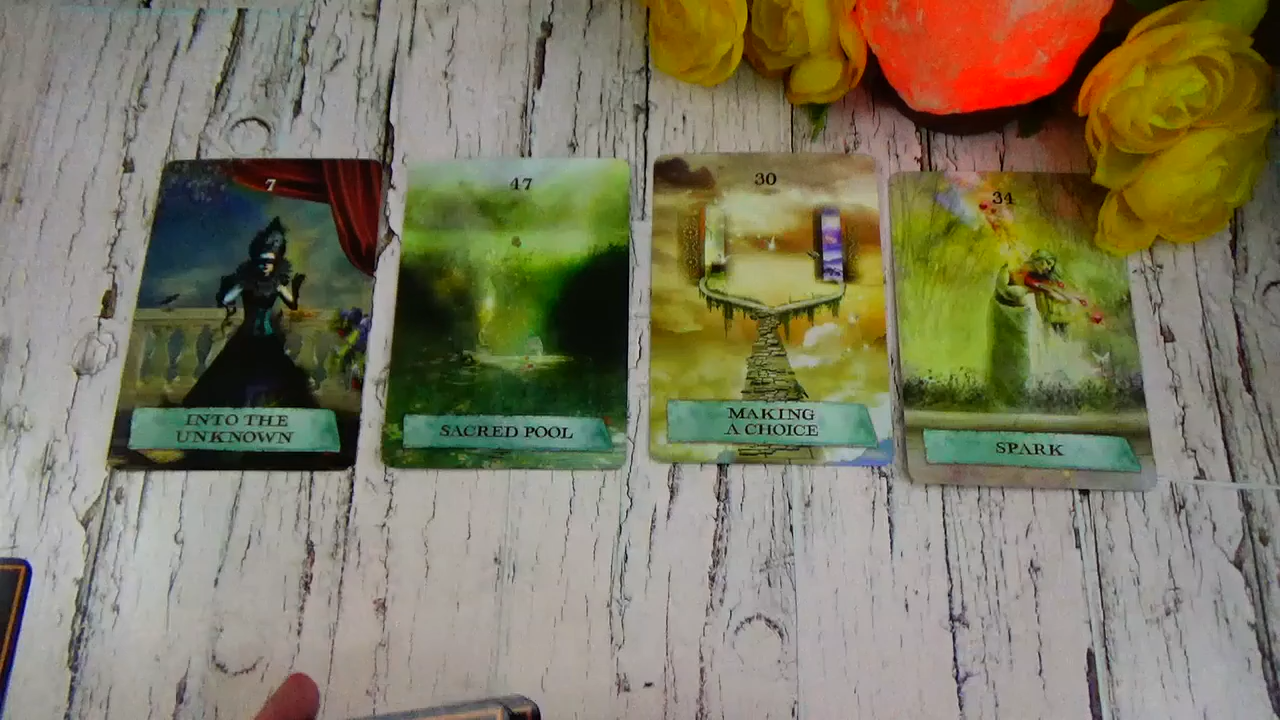 7
INTO THE
UNKNOWN
47
SACRED POOL
30
MAKING
A CHOICE
34
SPARK